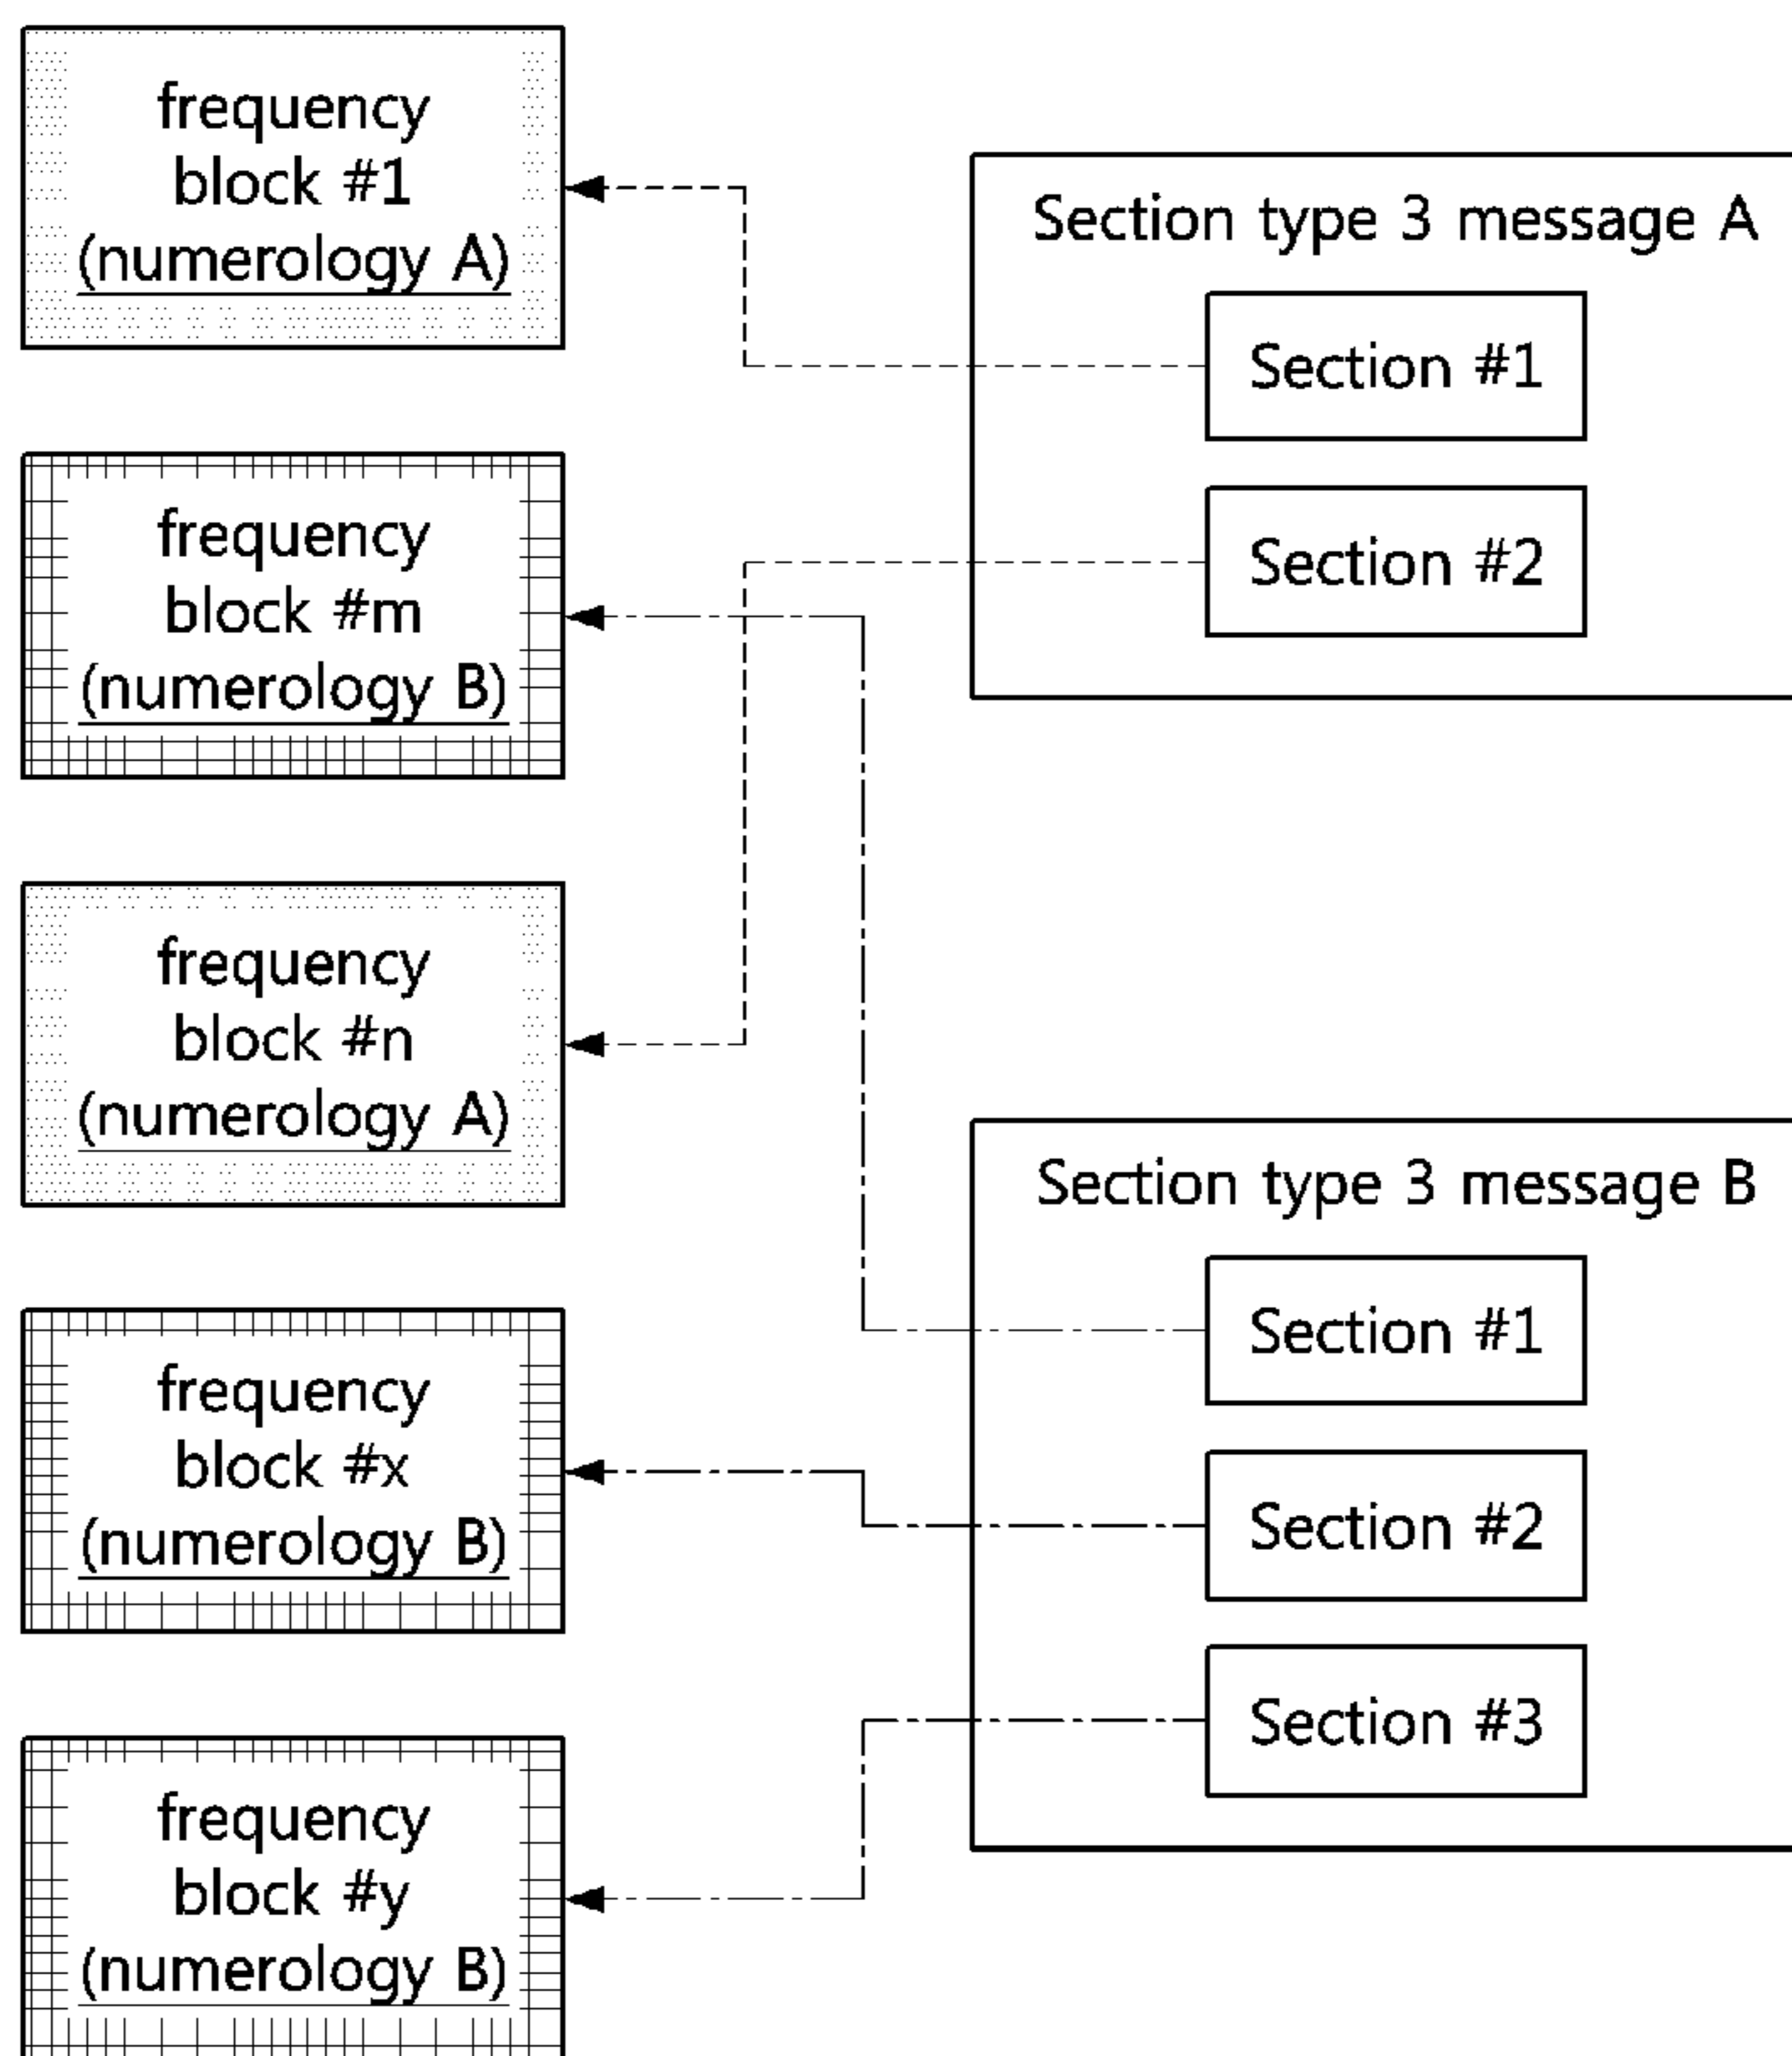 frequency
block #1
(numerology A)
frequency
block #m
(numerology B)
frequency
block #n
(numerology A)
frequency
block #x
(numerology B)
frequency
block #y
(numerology B)
Section type 3 message A
Section #1
Section #2
Section type 3 message B
Section #1
Section #2
Section #3